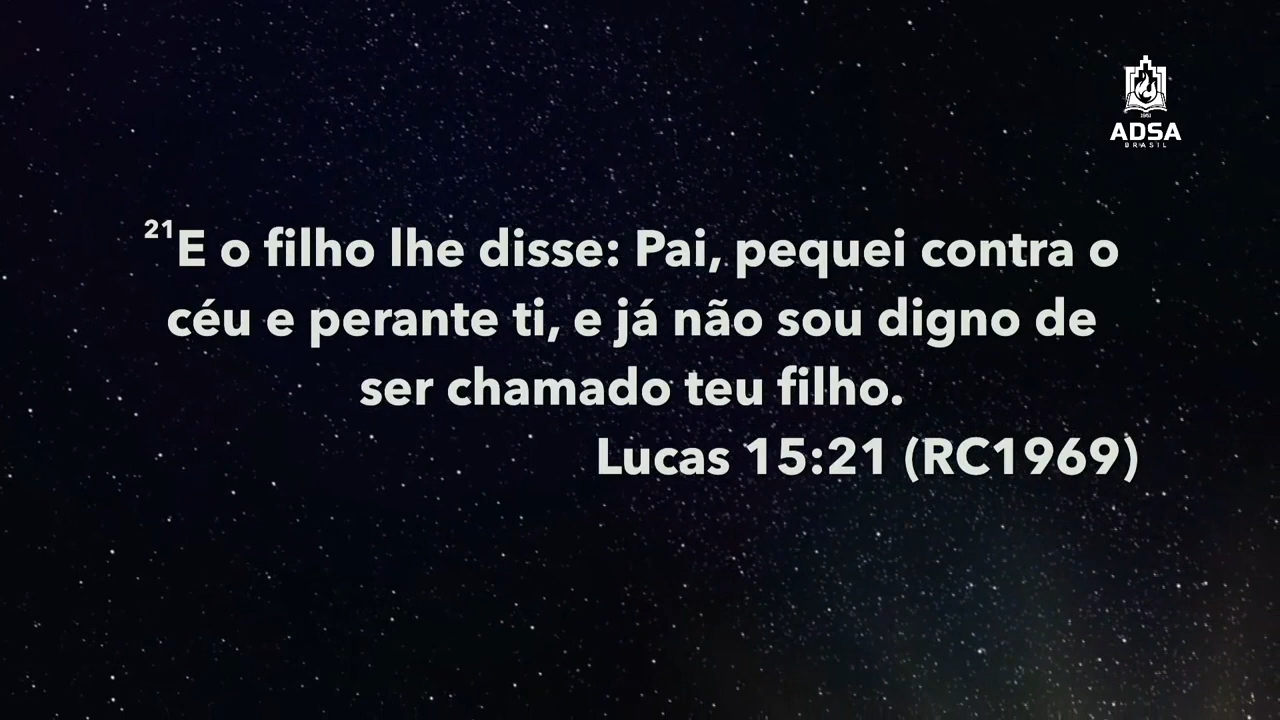 1961
ADSA
BRASIL
21E o filho lhe disse: Pai, pequei contra o
céu e perante ti, e já não sou digno de
ser chamado teu filho.
Lucas 15:21 (RC1969)